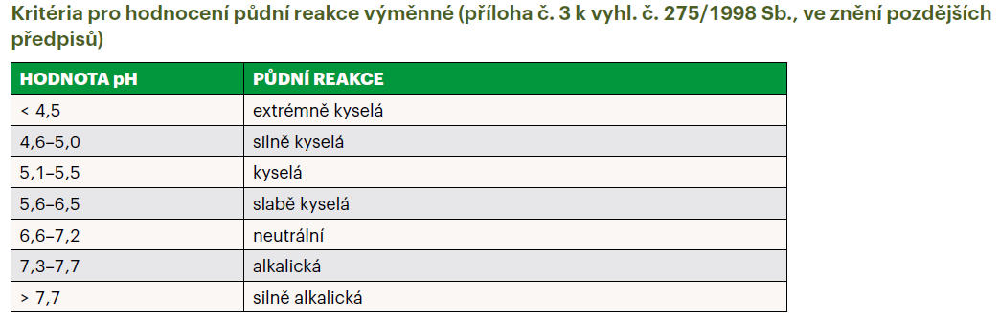 Kritéria pro hodnocení půdní reakce výměnné (příloha č. 3 k vyhl. č. 275/1998 Sb., ve znění pozdějších
předpisů)
HODNOTA pH PŮDNÍ REAKCE
< 4,5 extrémně kyselá
4,6–5,0 silně kyselá
5,1–5,5 kyselá
5,6–6,5 slabě kyselá
6,6–7,2 neutrální
7,3–7,7 alkalická
> 7,7 silně alkalická